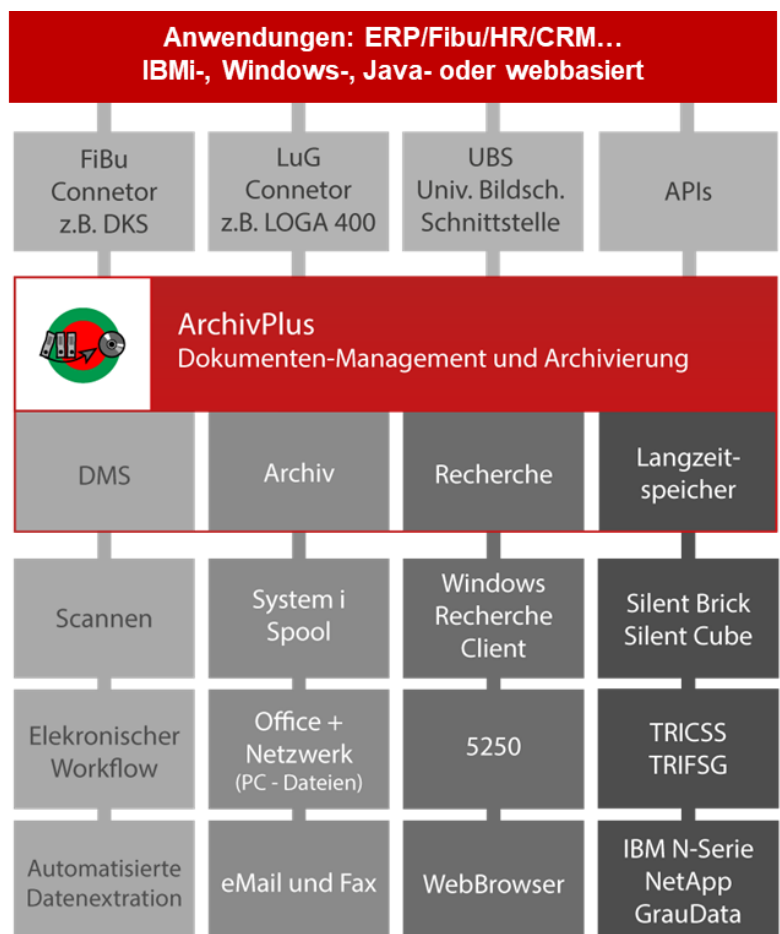 Anwendungen: ERP/Fibu/HR/CRM…
IBMi-, Windows-, Java- oder webbasiert
FiBu
Connetor
z.B. DKS
LuG
Connetor
z.B. LOGA 400
UBS
Univ. Bildsch.
Schnittstelle
APIs
ArchivPlus
Dokumenten-Management und Archivierung
DMS
Archiv
Recherche
Langzeit-
speicher
Scannen
System i
Spool
Windows
Recherche
Client
Silent Brick
Silent Cube
Elekronischer
Workflow
Office +
Netzwerk
(PC - Dateien)
5250
TRICSS
TRIFSG
Automatisierte
Datenextration
eMail und Fax
WebBrowser
IBM N-Serie
NetApp
GrauData